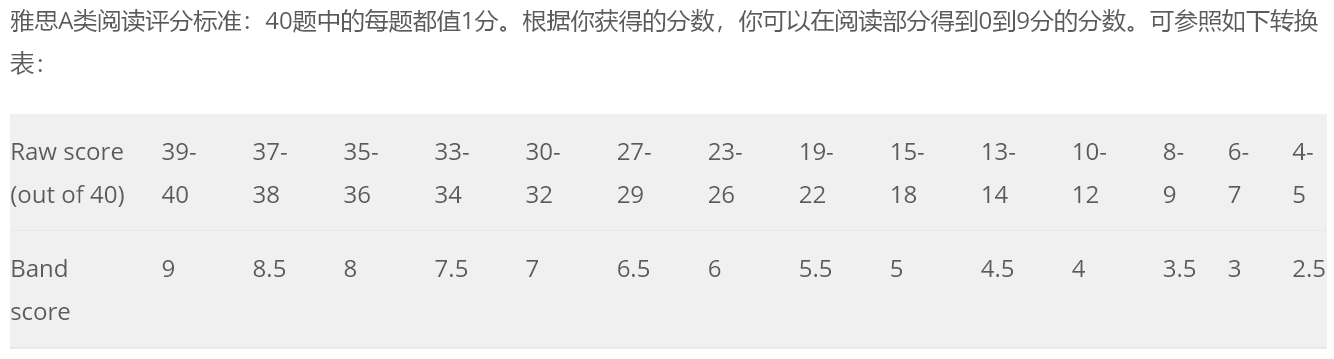 雅思A类阅读评分标准：40题中的每题都值1分。根据你获得的分数，你可以在阅读部分得到0到9分的分数。可参照如下转换
表：
Raw score 39- 37- 35- 33- 30- 27- 23- 19- 15- 13- 10- 8- 6- 4-
(out of 40) 40 38 36 34 32 29 26 22 18 14 12 9 7 5
Band 9 8.5 8 7.5 7 6.5 6 5.5 5 4.5 4 3.5 3 2.5
score